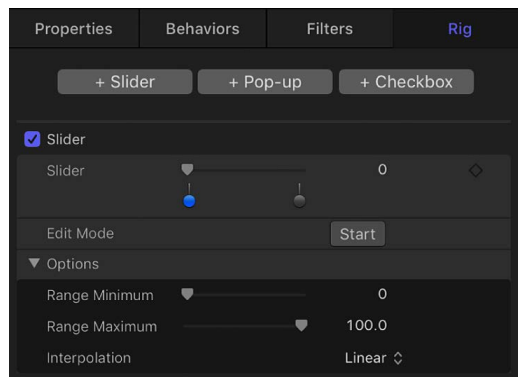 Properties Behaviors Filters Rig
+ Slider + Pop-up + Checkbox
Slider
Slider 0
Edit Mode Start
Options
Range Minimum 0
Range Maximum 100.0
Interpolation Linear